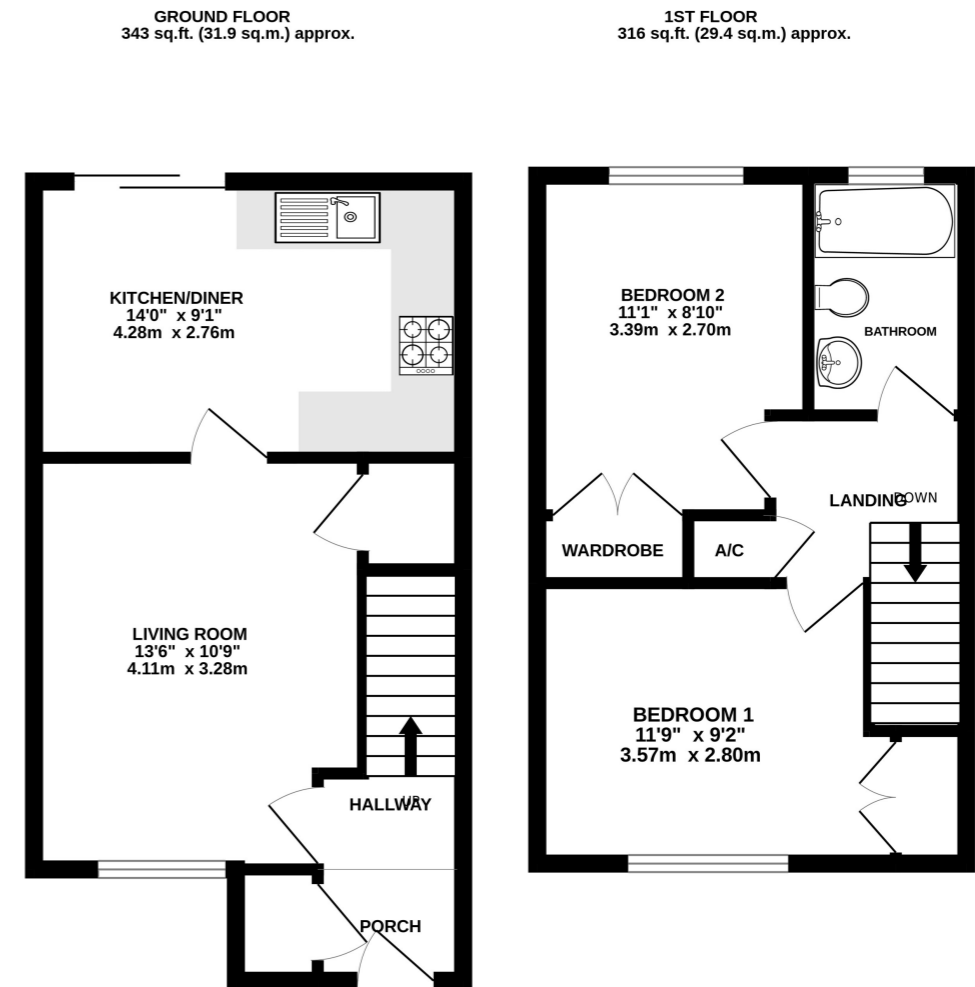 GROUND FLOOR
343 sq.ft. (31.9 sq.m.) approx.
KITCHEN/DINER
14'0" x 9'1"
4.28m x 2.76m
LIVING ROOM
13'6" x 10'9"
4.11m x 3.28m
HALLWAY
UP
PORCH
1ST FLOOR
316 sq.ft. (29.4 sq.m.) approx.
BEDROOM 2
11'1" x 8'10"
3.39m x 2.70m
BATHROOM
LANDING
DOWN
WARDROBE
A/C
BEDROOM 1
11'9" x 9'2"
3.57m x 2.80m